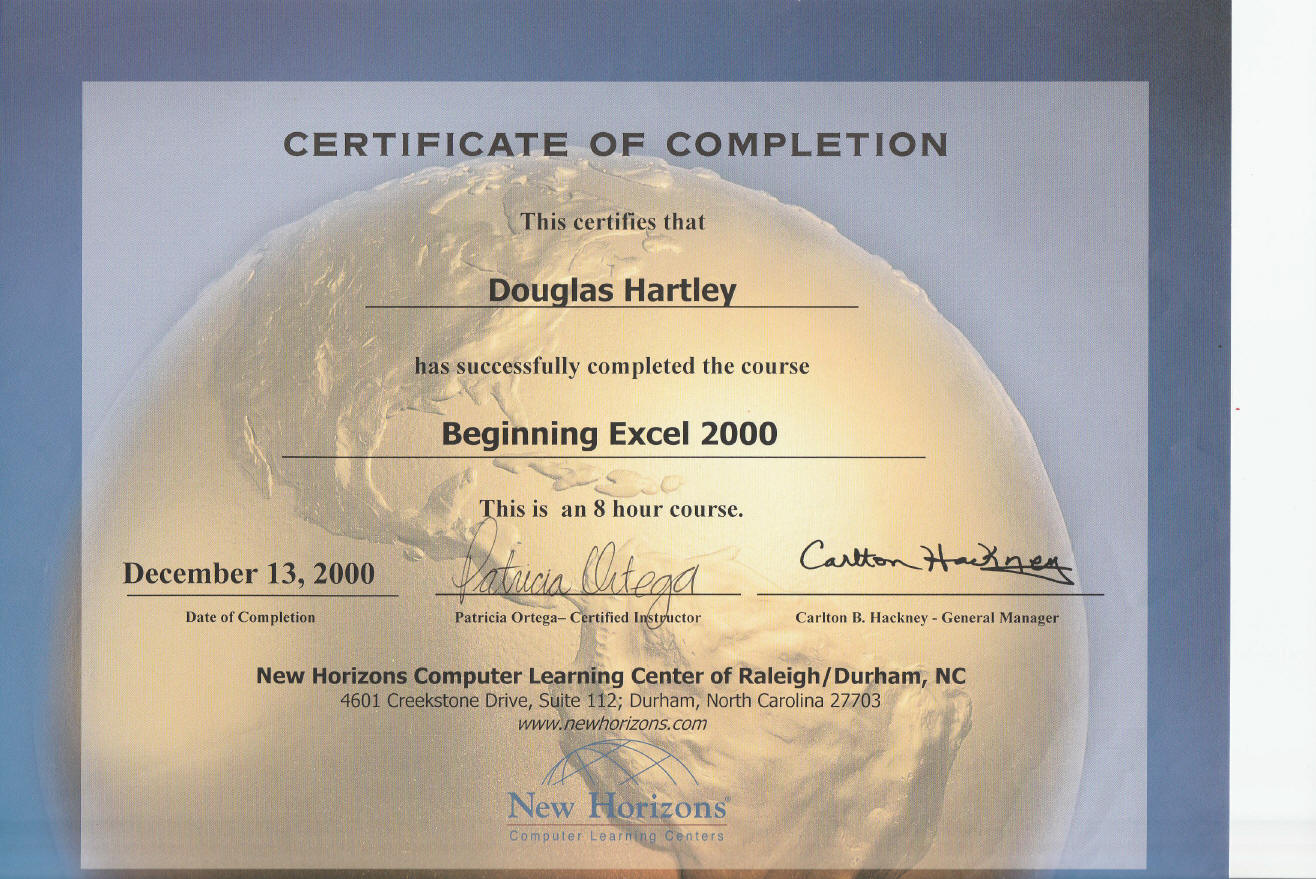 CERTIFICATE OF COMPLETION
This certifies that
Douglas Hartley
has successfully completed the course
Beginning Excel 2000
This is an 8 hour course.
December 13, 2000 Patricia Ortega Carlton Hackney
Date of Completion Patricia Ortega– Certified Instructor Carlton B. Hackney - General Manager
New Horizons Computer Learning Center of Raleigh/Durham, NC
4601 Creekstone Drive, Suite 112; Durham, North Carolina 27703
www.newhorizons.com
New Horizons®
Computer Learning Centers